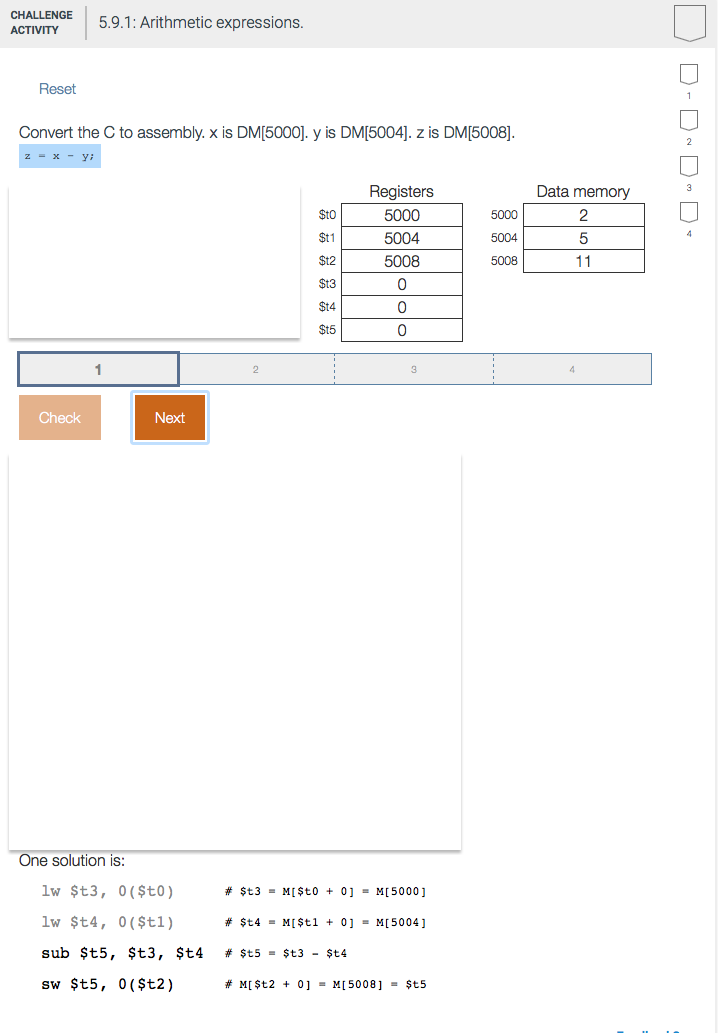 CHALLENGE
ACTIVITY
5.9.1: Arithmetic expressions.
Reset
1
2
3
4
Convert the C to assembly. x is DM[5000]. y is DM[5004]. z is DM[5008].
z = x - y;
Registers
$t0 5000
$t1 5004
$t2 5008
$t3 0
$t4 0
$t5 0
Data memory
5000 2
5004 5
5008 11
1 2 3 4
Check Next
One solution is:
lw $t3, 0($t0) # $t3 = M[$t0 + 0] = M[5000]
lw $t4, 0($t1) # $t4 = M[$t1 + 0] = M[5004]
sub $t5, $t3, $t4 # $t5 = $t3 - $t4
sw $t5, 0($t2) # M[$t2 + 0] = M[5008] = $t5